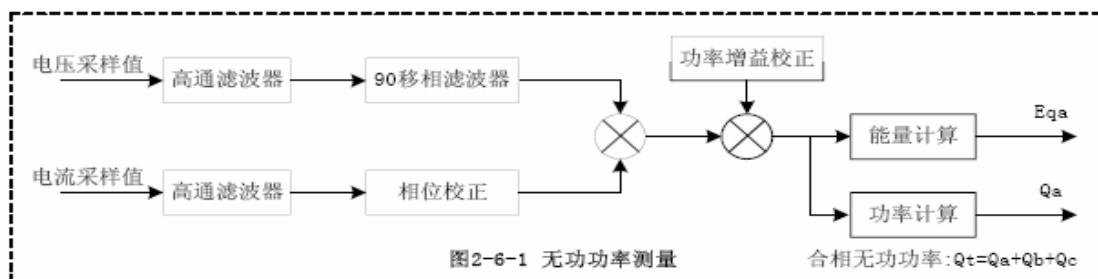 电压采样值
高通滤波器
90移相滤波器
功率增益校正
能量计算
Eqa
电流采样值
高通滤波器
相位校正
功率计算
Qa
图2-6-1 无功功率测量
合相无功功率:Qt=Qa+Qb+Qc